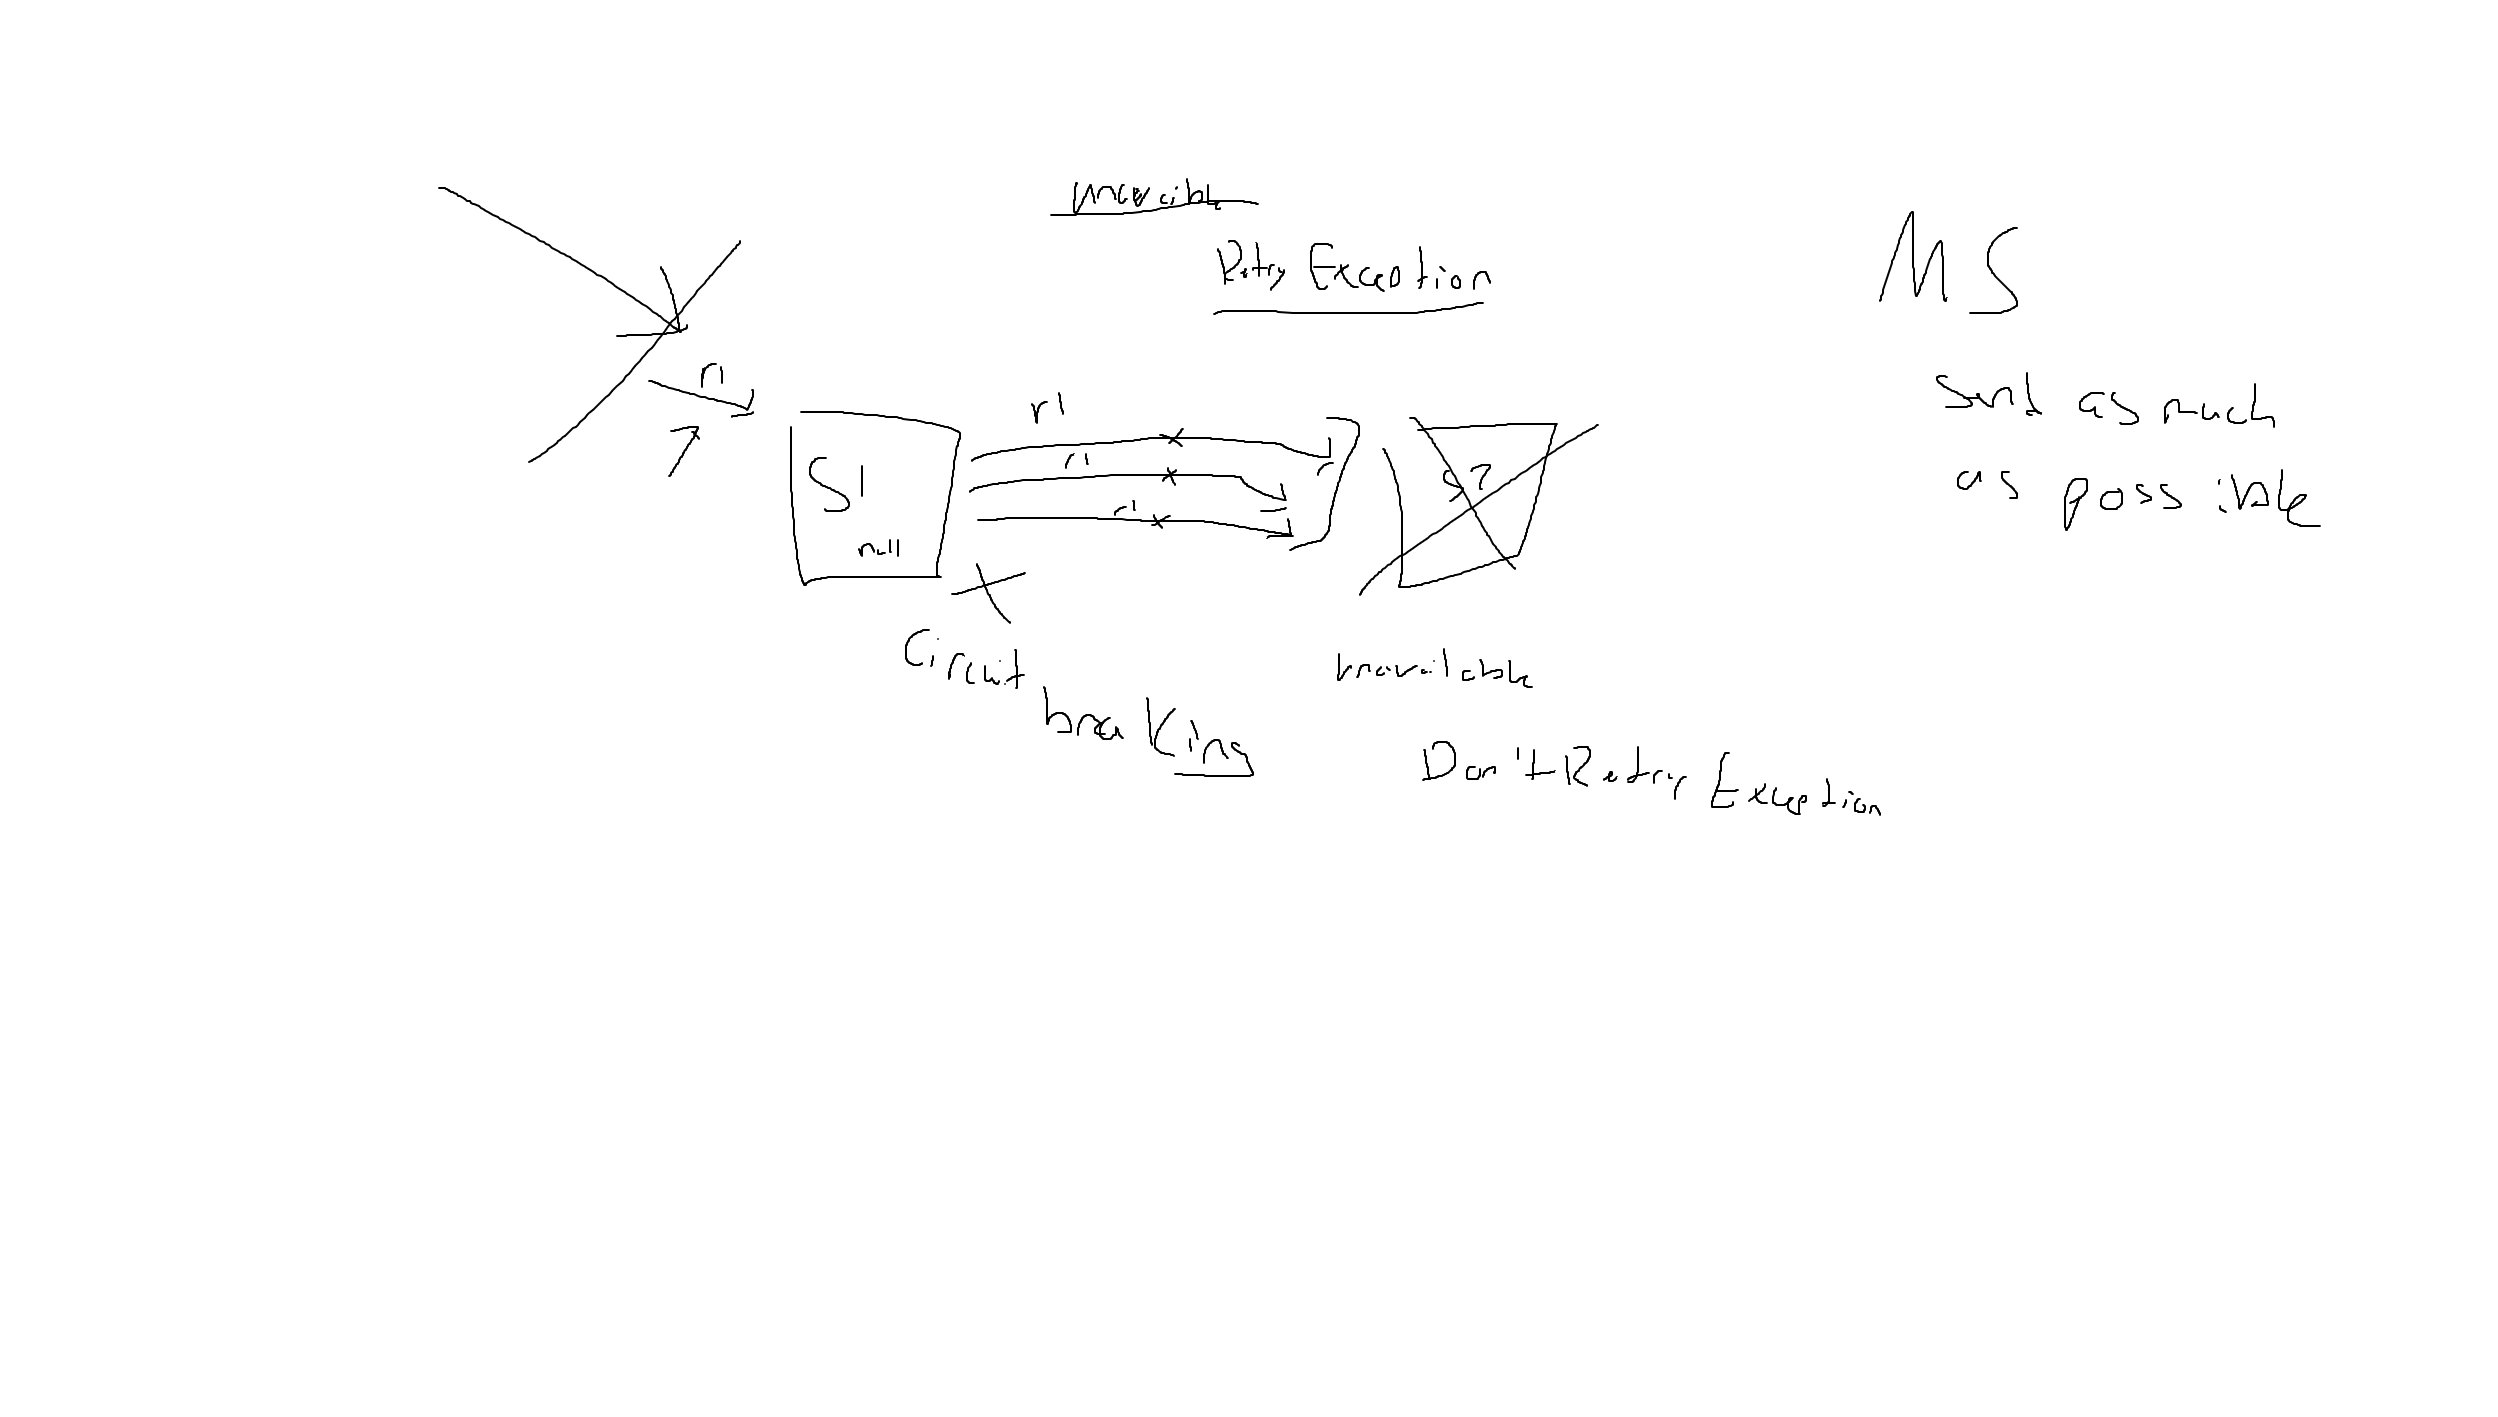 Retry Exception
MS
r1
r1
send as much
r1
S1
S2
as possible
r1
null
Circuit
unavailable
breaking
Don't Retry Exception